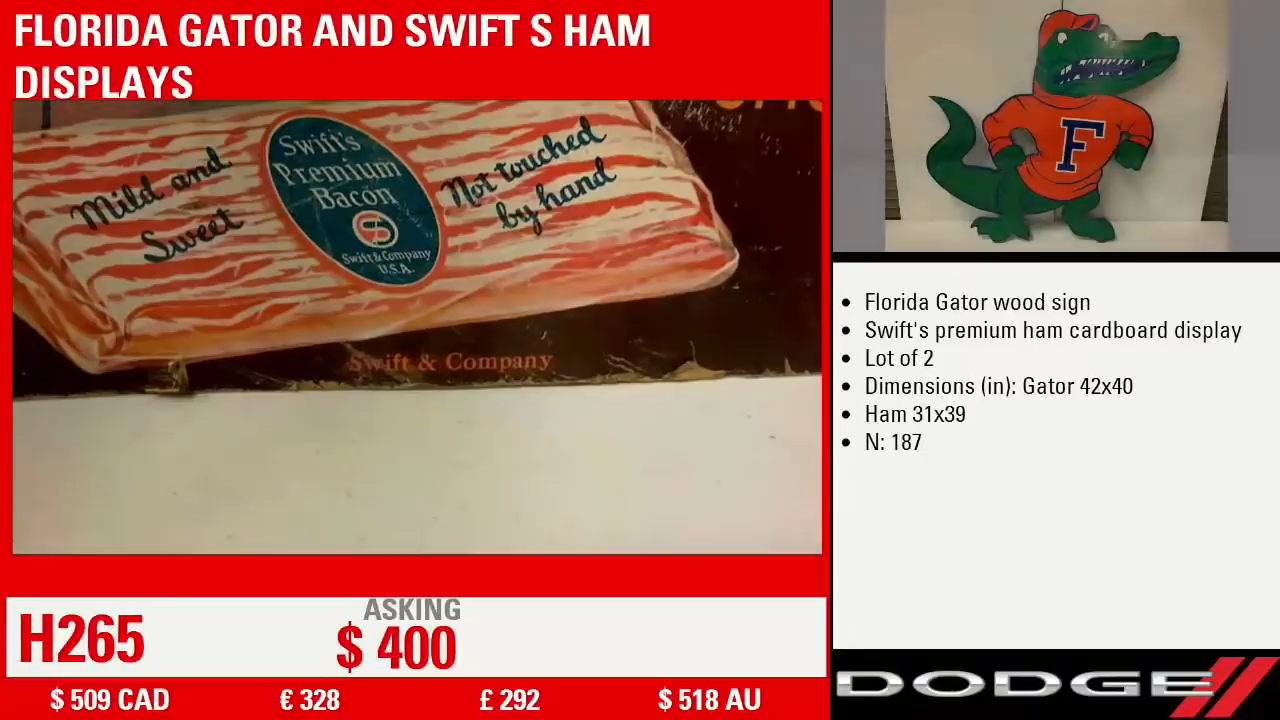 FLORIDA GATOR AND SWIFT S HAM
DISPLAYS
Mild and
Sweet
Swift's
Premium
Bacon
S
Swift & Company
U.S.A.
Not touched
by hand
Swift & Company
F
• Florida Gator wood sign
• Swift's premium ham cardboard display
• Lot of 2
• Dimensions (in): Gator 42x40
• Ham 31x39
• N: 187
H265
ASKING
$ 400
$ 509 CAD
€ 328
£ 292
$ 518 AU
DODGE